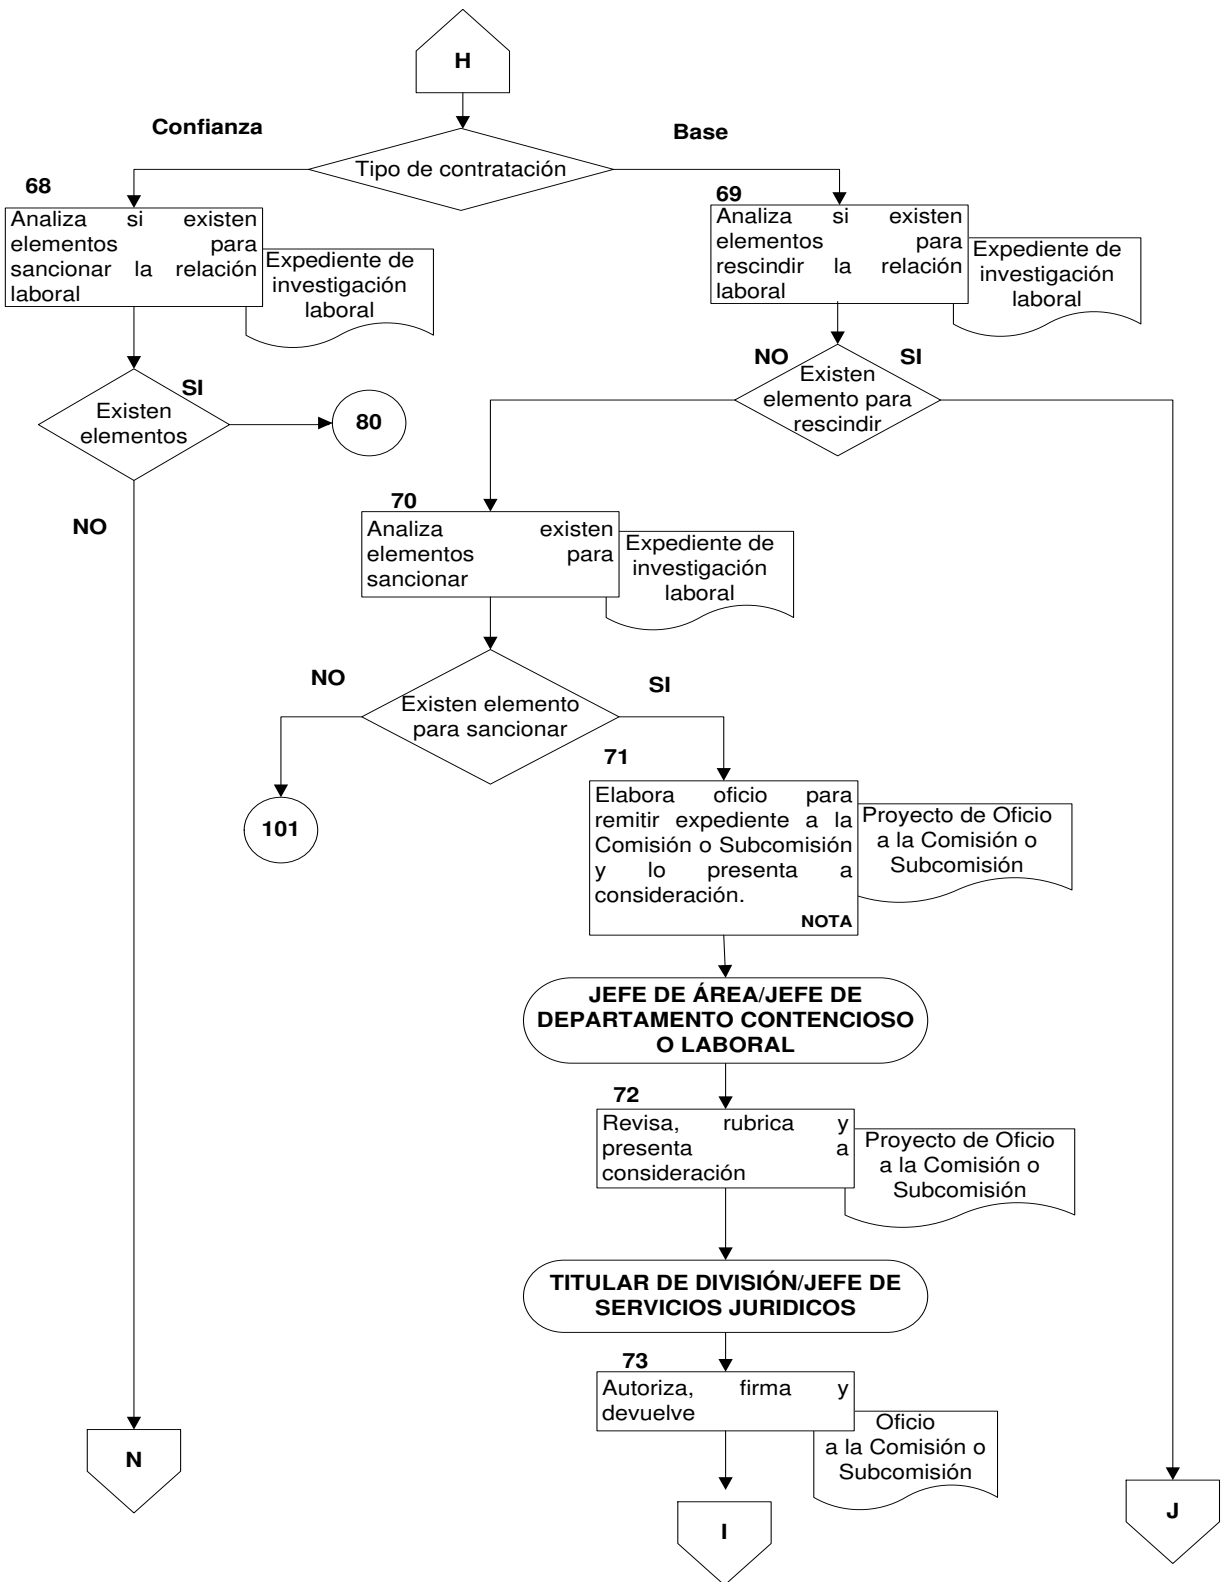 H
Confianza
Base
Tipo de contratación
68
Analiza si existen
elementos para
sancionar la relación
laboral
Expediente de
investigación
laboral
69
Analiza si existen
elementos para
rescindir la relación
laboral
Expediente de
investigación
laboral
SI
Existen
elementos
80
NO
NO
SI
Existen
elemento para
rescindir
70
Analiza existen
elementos para
sancionar
Expediente de
investigación
laboral
NO
SI
Existen elemento
para sancionar
101
71
Elabora oficio para
remitir expediente a la
Comisión o Subcomisión
y lo presenta a
consideración.
NOTA
Proyecto de Oficio
a la Comisión o
Subcomisión
JEFE DE ÁREA/JEFE DE
DEPARTAMENTO CONTENCIOSO
O LABORAL
72
Revisa, rubrica y
presenta a
consideración
Proyecto de Oficio
a la Comisión o
Subcomisión
TITULAR DE DIVISIÓN/JEFE DE
SERVICIOS JURIDICOS
73
Autoriza, firma y
devuelve
Oficio
a la Comisión o
Subcomisión
N
I
J